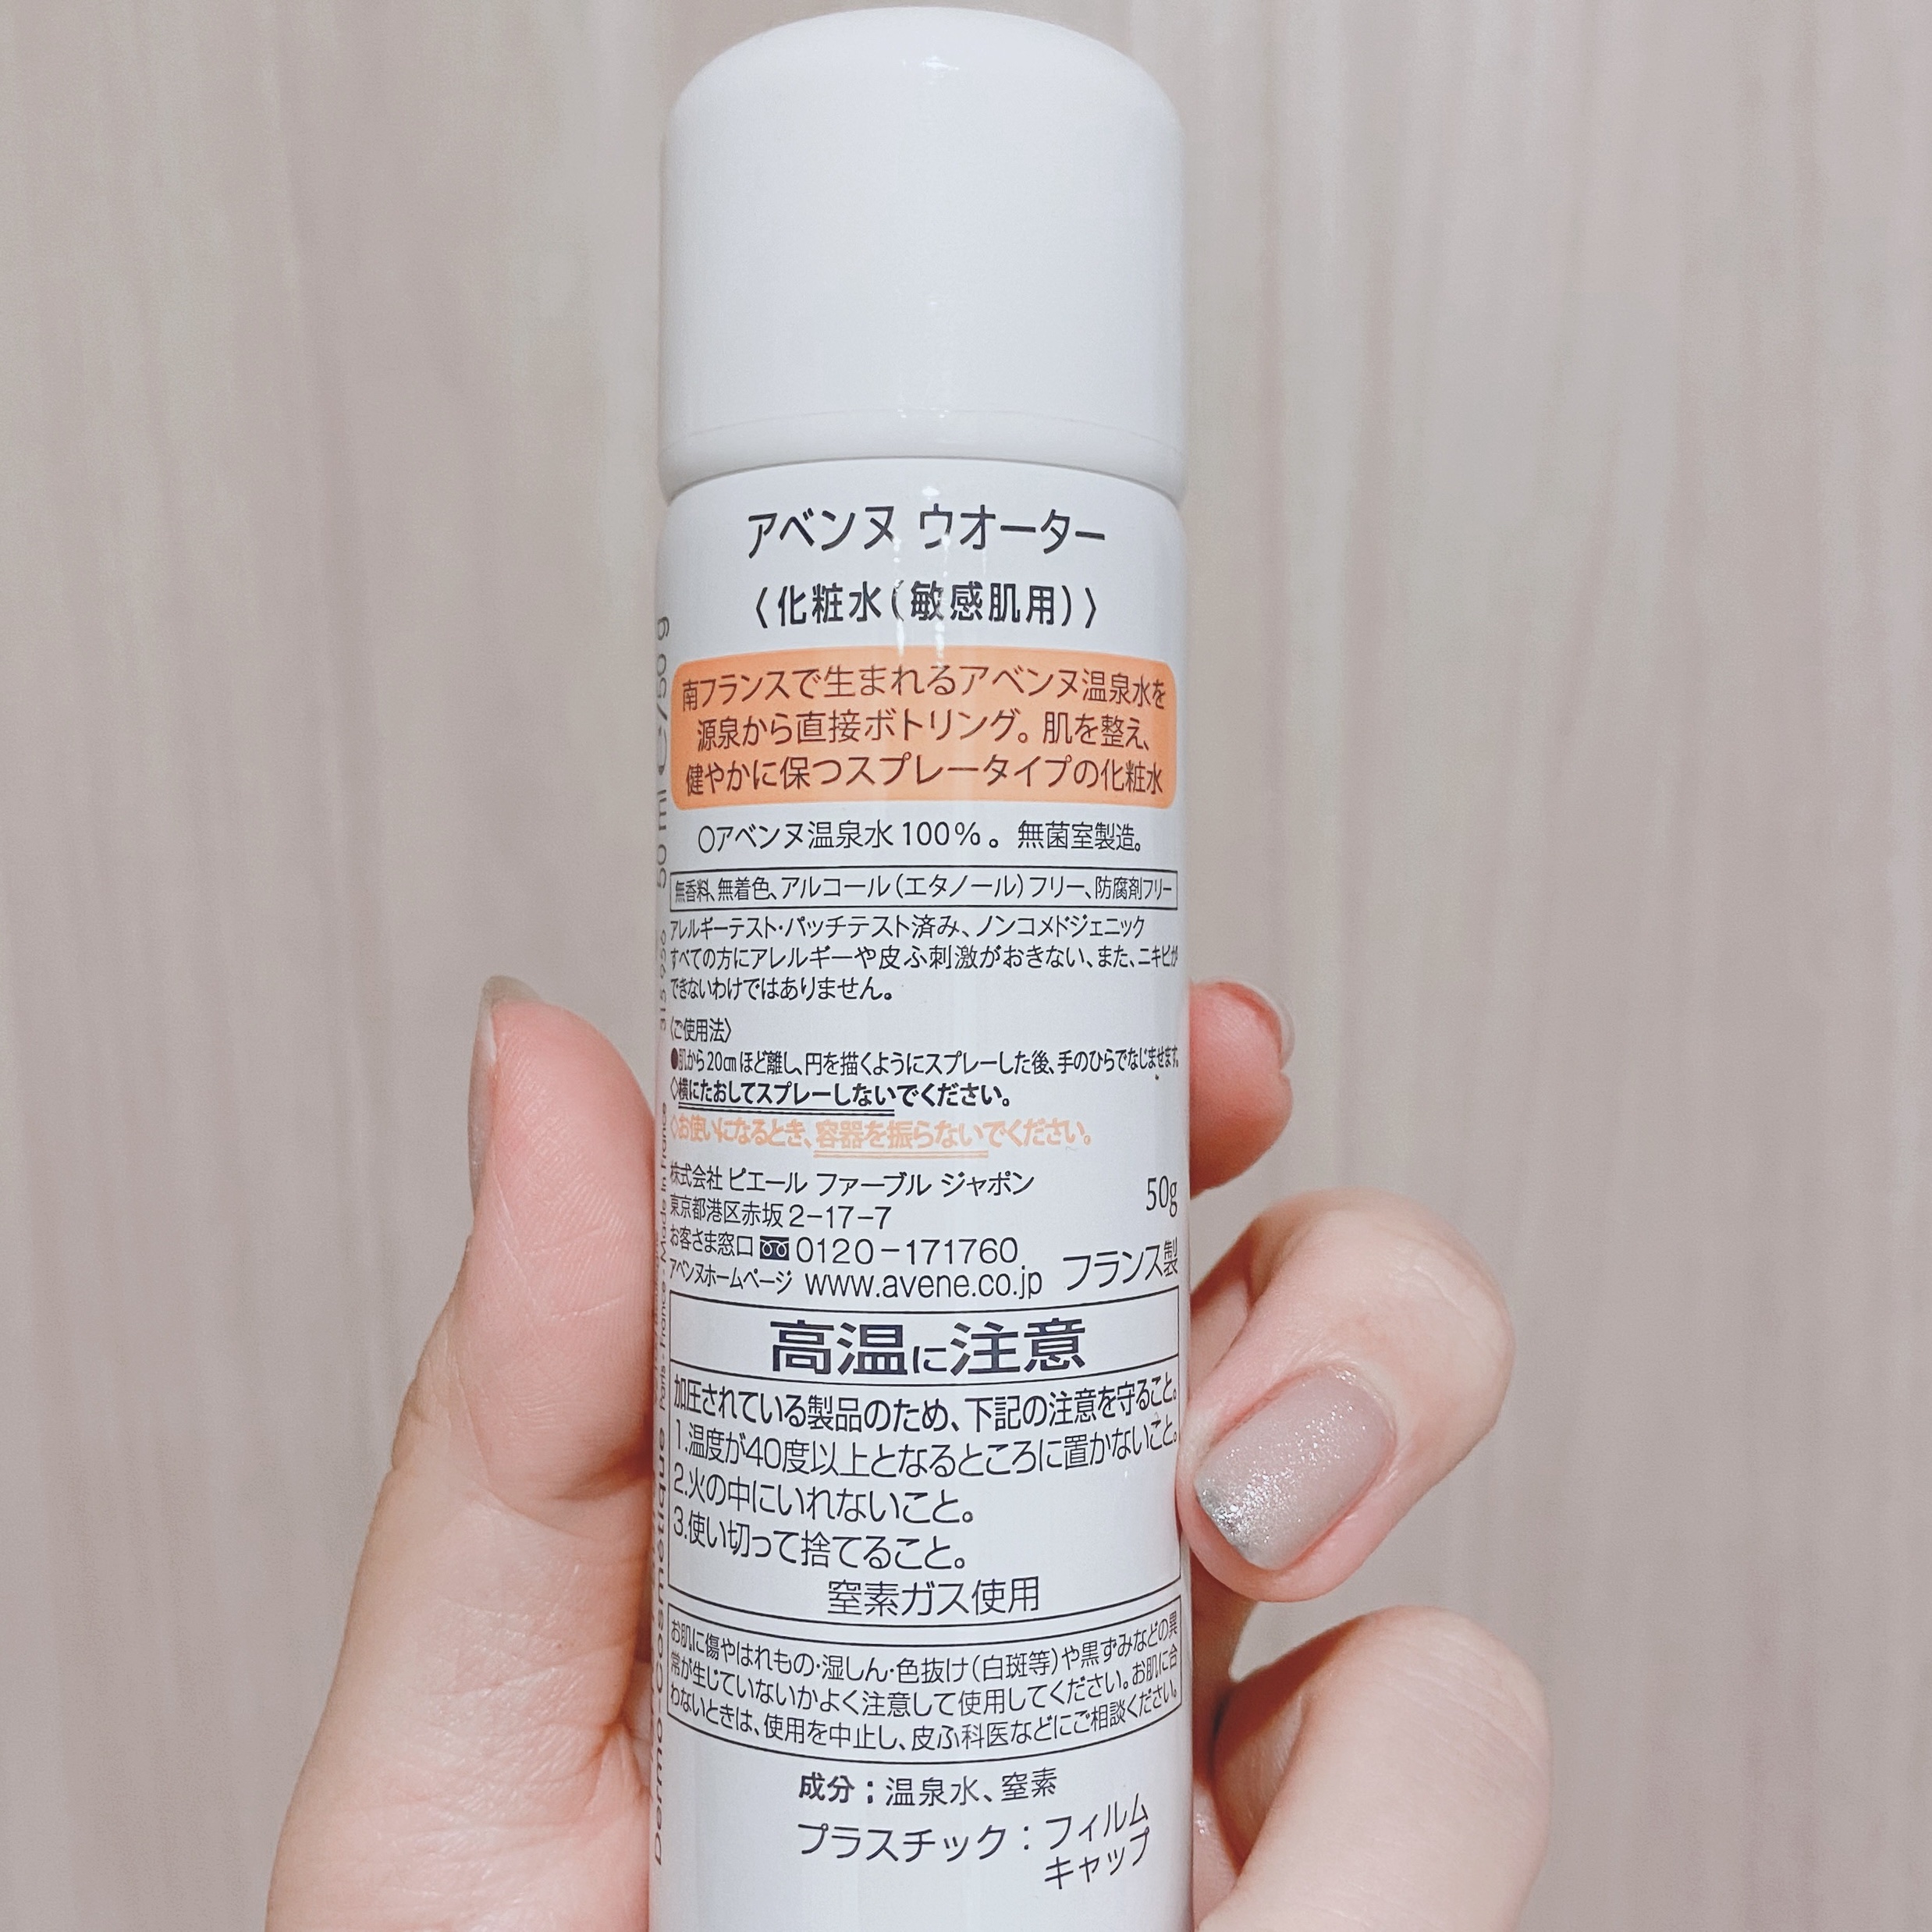 アベンヌ ウオーター
〈化粧水(敏感肌用)〉
南フランスで生まれるアベンヌ温泉水を
源泉から直接ボトリング。肌を整え、
健やかに保つスプレータイプの化粧水
○アベンヌ温泉水100%。無菌室製造。
無香料、無着色、アルコール(エタノール)フリー、防腐剤フリー
アレルギーテスト・パッチテスト済み、ノンコメドジェニック
すべての方にアレルギーや皮ふ刺激がおきない、また、ニキビが
できないわけではありません。
〈ご使用法〉
●肌から20cmほど離し、円を描くようにスプレーした後、手のひらでなじませます。
◇横にたおしてスプレーしないでください。
◇お使いになるとき、容器を振らないでください。
株式会社 ピエール ファーブル ジャポン
東京都港区赤坂2-17-7
50g
お客さま窓口 0120-171760
アベンヌホームページ www.avene.co.jp
フランス製
高温に注意
加圧されている製品のため、下記の注意を守ること。
1.温度が40度以上となるところに置かないこと。
2.火の中にいれないこと。
3.使い切って捨てること。
窒素ガス使用
お肌に傷やはれもの・湿しん・色抜け(白斑等)や黒ずみなどの異
常が生じていないかよく注意して使用してください。お肌に合
わないときは、使用を中止し、皮ふ科医などにご相談ください。
成分:温泉水、窒素
プラスチック:フィルム
キャップ
50 ml e/50 g
Paris - France - Made in France
Dermo-Cosmétique